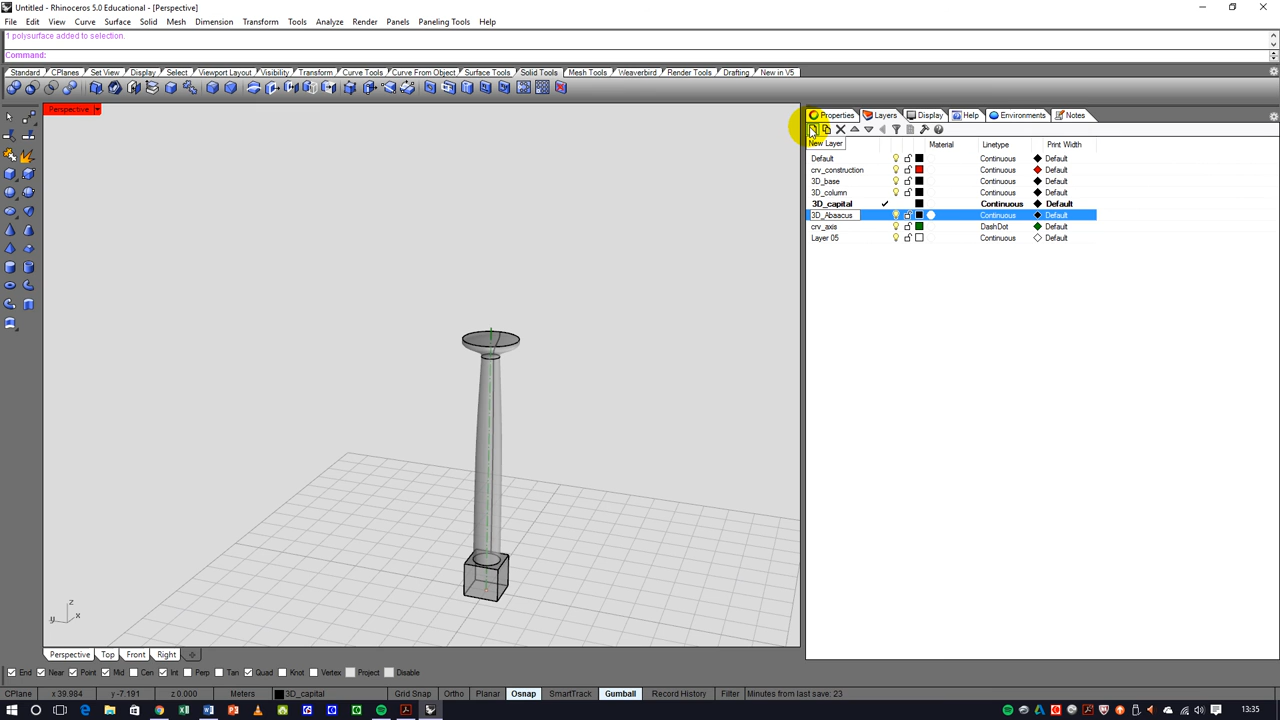 Untitled - Rhinoceros 5.0 Educational - [Perspective]
File Edit View Curve Surface Solid Mesh Dimension Transform Tools Analyze Render Panels Paneling Tools Help
1 polysurface added to selection.
Command:
Standard CPlanes Set View Display Select Viewport Layout Visibility Transform Curve Tools Curve From Object Surface Tools Solid Tools Mesh Tools Weaverbird Render Tools Drafting New in V5
Perspective
Properties Layers Display Help Environments Notes
New Layer Material Linetype Print Width
Default Continuous Default
crv_construction Continuous Default
3D_base Continuous Default
3D_column Continuous Default
3D_capital Continuous Default
3D_Abaacus Continuous Default
crv_axis DashDot Default
Layer 05 Continuous Default
z
y x
Perspective Top Front Right
End Near Point Mid Cen Int Perp Tan Quad Knot Vertex Project Disable
CPlane x 39.984 y -7.191 z 0.000 Meters 3D_capital Grid Snap Ortho Planar Osnap SmartTrack Gumball Record History Filter Minutes from last save: 23
13:35